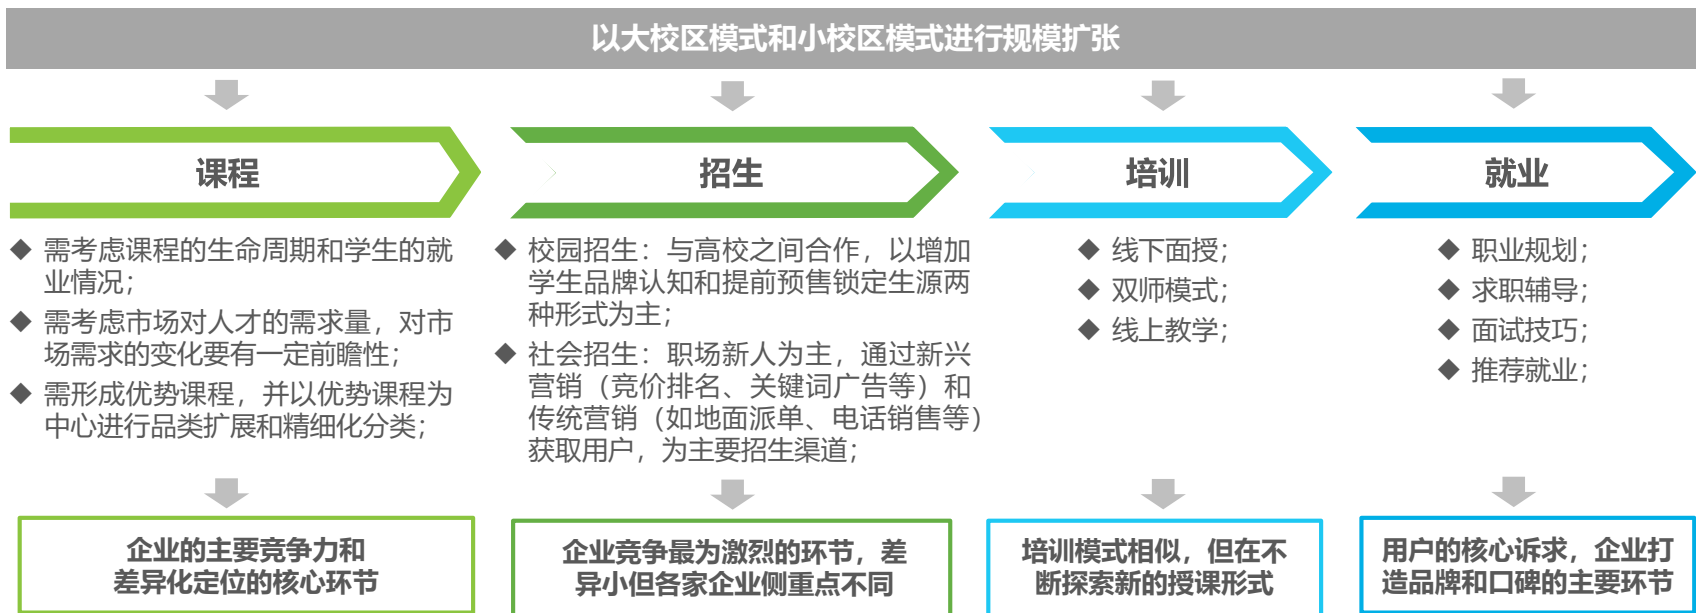 以大校区模式和小校区模式进行规模扩张
课程
◆ 需考虑课程的生命周期和学生的就
业情况；
◆ 需考虑市场对人才的需求量，对市
场需求的变化要有一定前瞻性；
◆ 需形成优势课程，并以优势课程为
中心进行品类扩展和精细化分类；
企业的主要竞争力和
差异化定位的核心环节
招生
◆ 校园招生：与高校之间合作，以增加
学生品牌认知和提前预售锁定生源两
种形式为主；
◆ 社会招生：职场新人为主，通过新兴
营销（竞价排名、关键词广告等）和
传统营销（如地面派单、电话销售等）
获取用户，为主要招生渠道；
企业竞争最为激烈的环节，差
异小但各家企业侧重点不同
培训
◆ 线下面授；
◆ 双师模式；
◆ 线上教学；
培训模式相似，但在不
断探索新的授课形式
就业
◆ 职业规划；
◆ 求职辅导；
◆ 面试技巧；
◆ 推荐就业；
用户的核心诉求，企业打
造品牌和口碑的主要环节